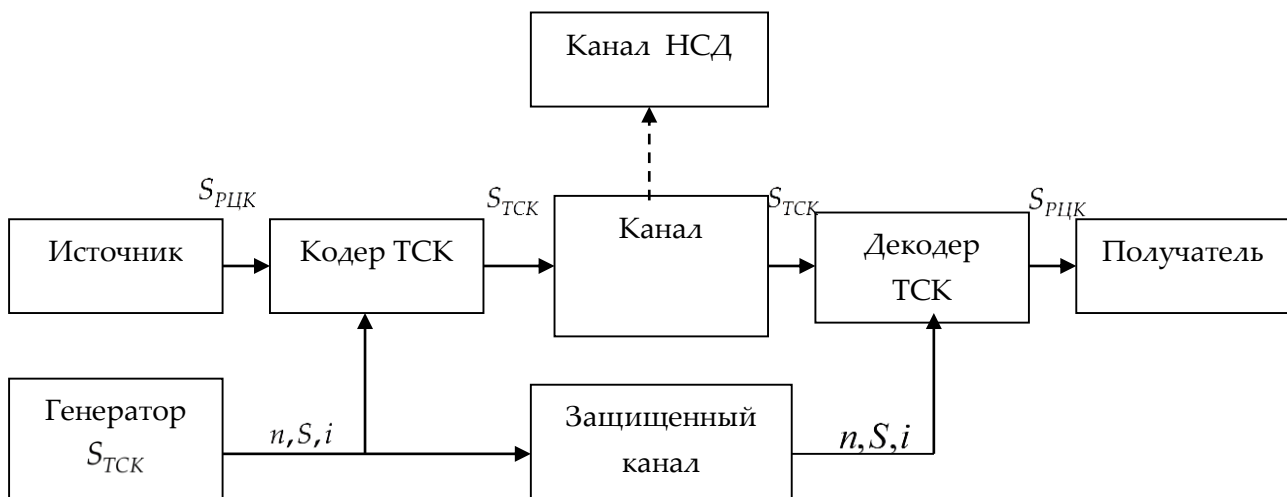 Канал НСД
S_РЦК
S_ТСК
S_ТСК
S_РЦК
Источник
Кодер ТСК
Канал
Декодер
ТСК
Получатель
Генератор
S_ТСК
n, S, i
Защищенный
канал
n, S, i